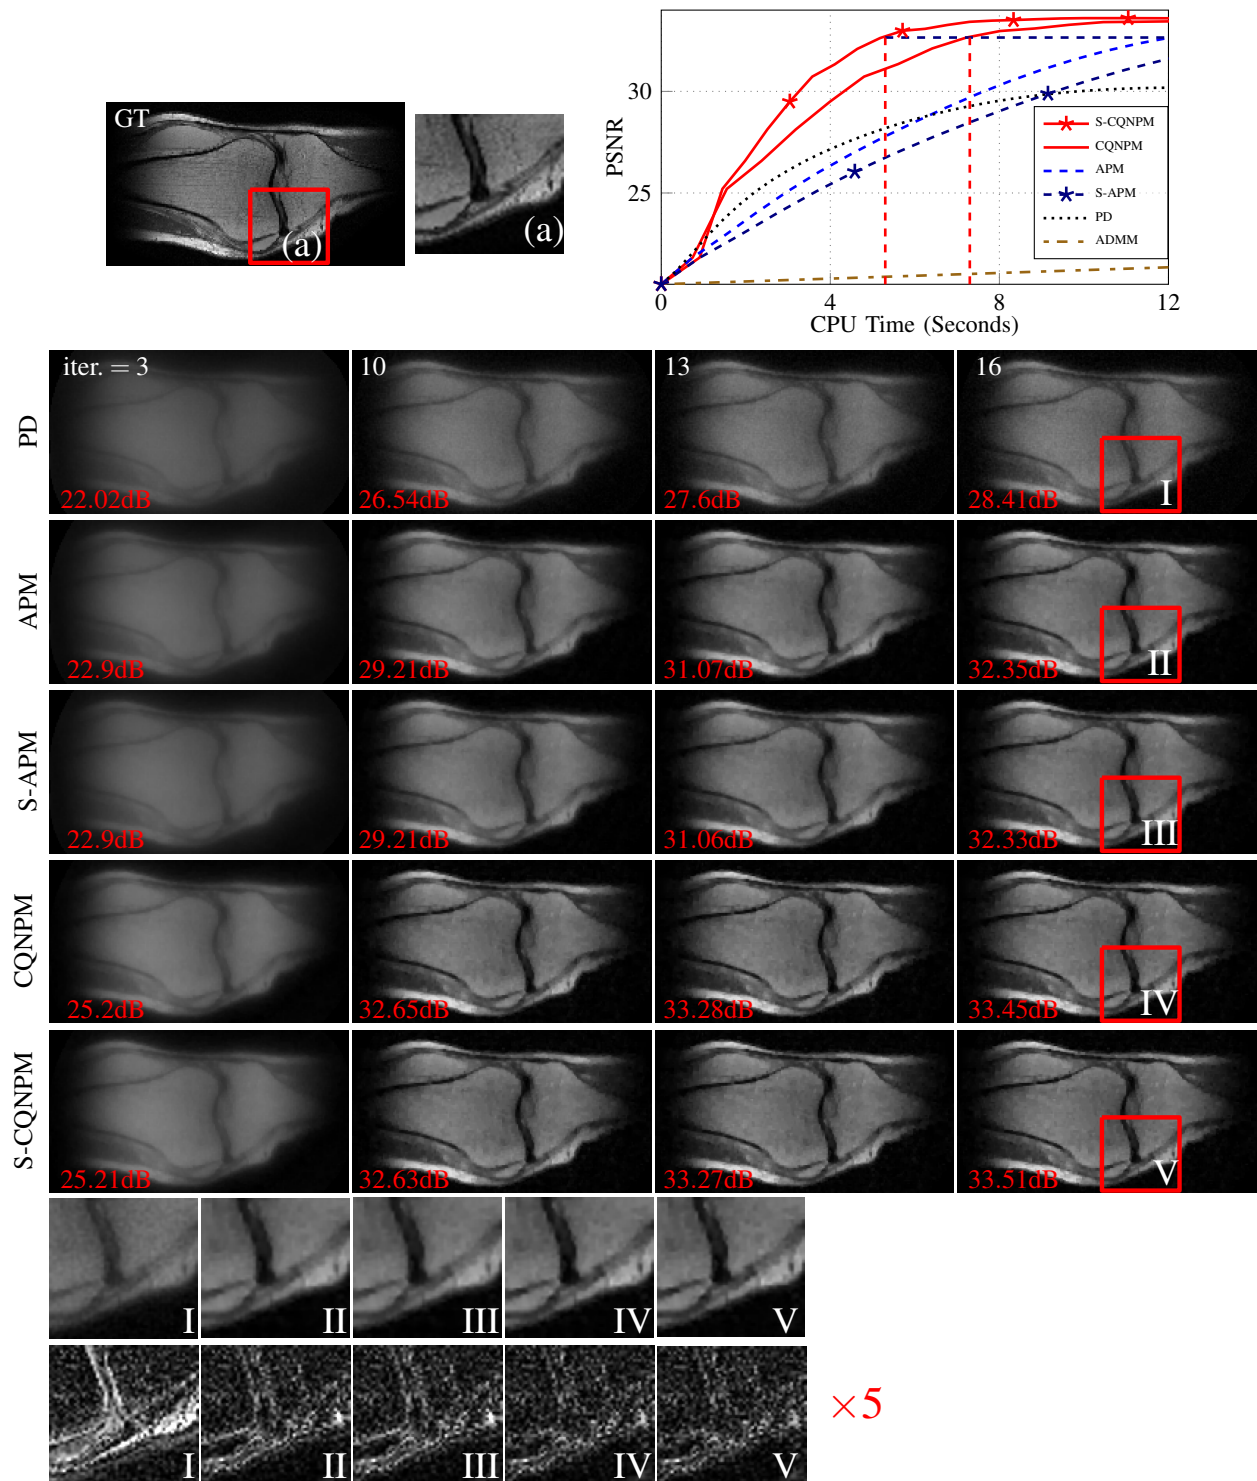 GT
(a)
(a)
PSNR
30
25
0
4
8
12
CPU Time (Seconds)
S-CQNPM
CQNPM
APM
S-APM
PD
ADMM
iter. = 3
10
13
16
PD
22.02dB
26.54dB
27.6dB
28.41dB
I
APM
22.9dB
29.21dB
31.07dB
32.35dB
II
S-APM
22.9dB
29.21dB
31.06dB
32.33dB
III
CQNPM
25.2dB
32.65dB
33.28dB
33.45dB
IV
S-CQNPM
25.21dB
32.63dB
33.27dB
33.51dB
V
I
II
III
IV
V
I
II
III
IV
V
×5